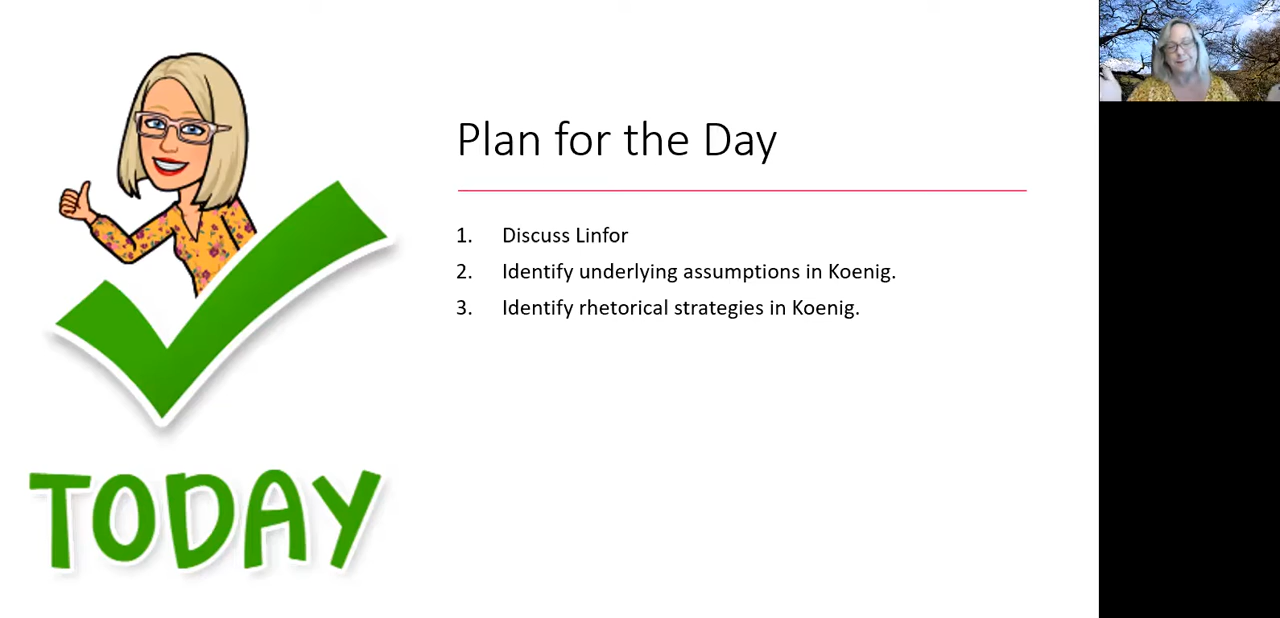 Plan for the Day
1. Discuss Linfor
2. Identify underlying assumptions in Koenig.
3. Identify rhetorical strategies in Koenig.
TODAY